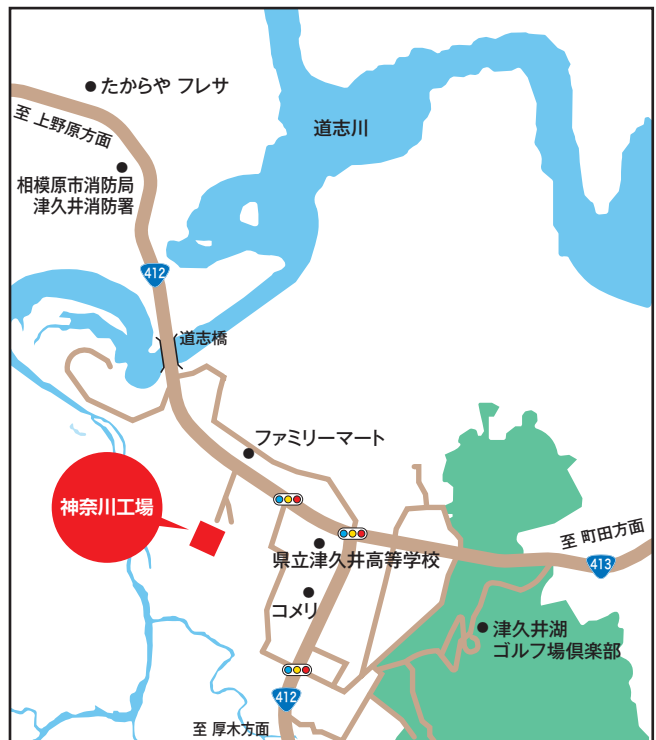 たからや フレサ
至 上野原方面
道志川
相模原市消防局
津久井消防署
412
道志橋
ファミリーマート
神奈川工場
至 町田方面
県立津久井高等学校
413
コメリ
津久井湖
ゴルフ場倶楽部
412
至 厚木方面